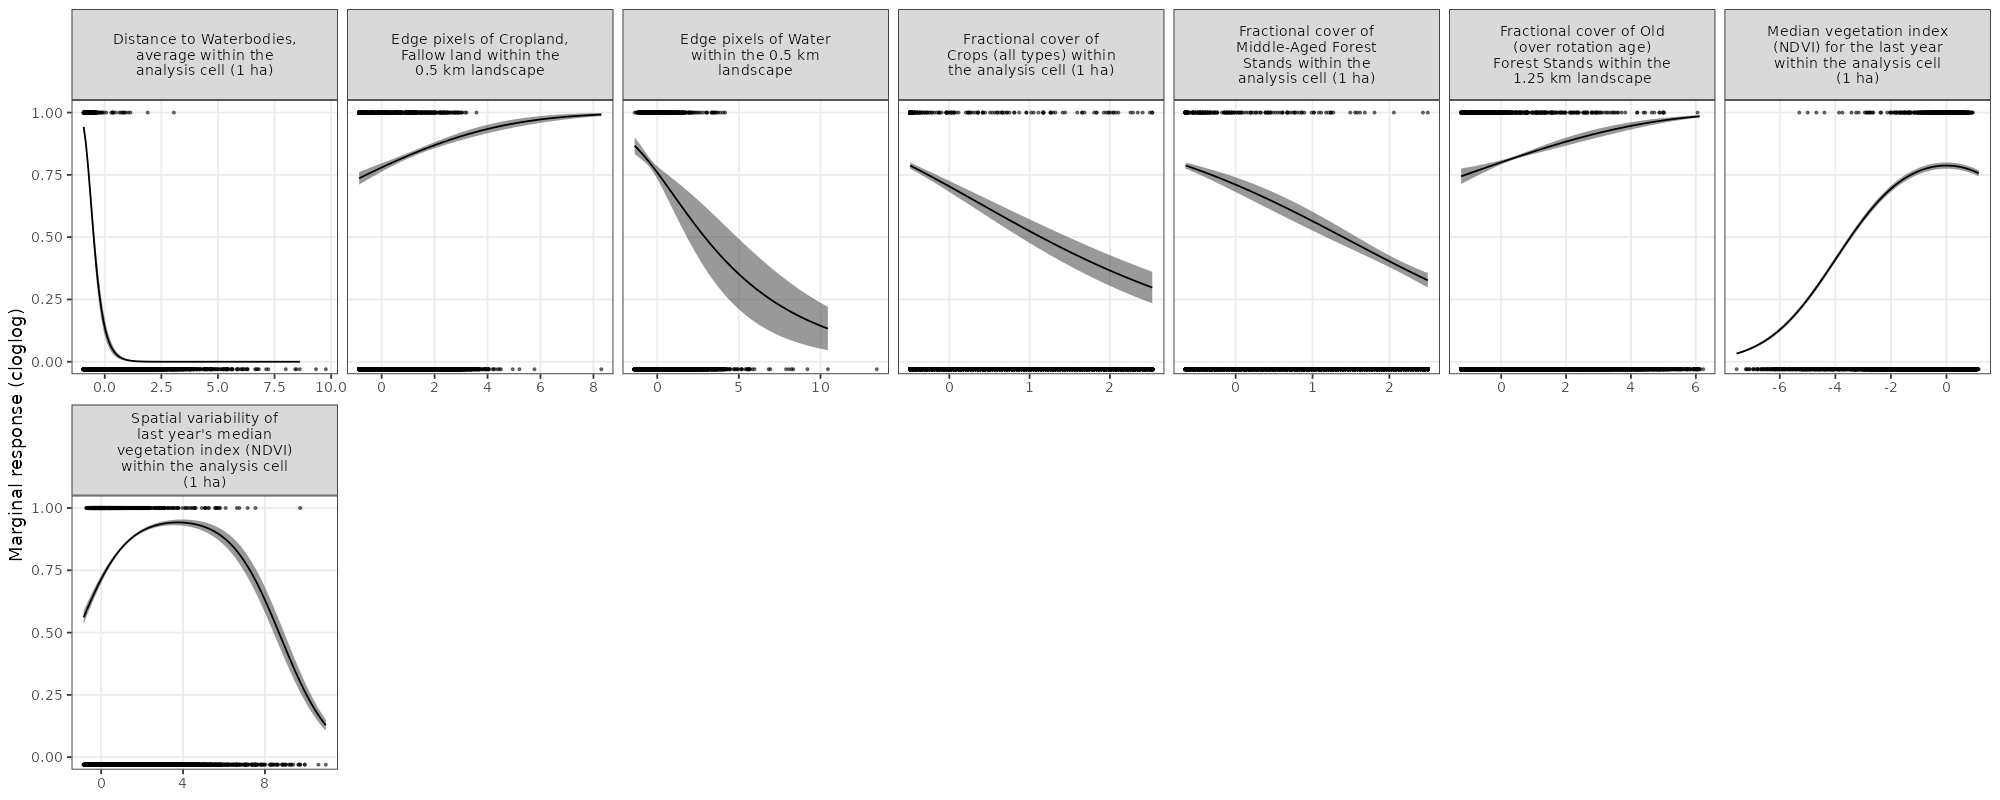 Distance to Waterbodies,
average within the
analysis cell (1 ha)
Edge pixels of Cropland,
Fallow land within the
0.5 km landscape
Edge pixels of Water
within the 0.5 km
landscape
Fractional cover of
Crops (all types) within
the analysis cell (1 ha)
Fractional cover of
Middle-Aged Forest
Stands within the
analysis cell (1 ha)
Fractional cover of Old
(over rotation age)
Forest Stands within the
1.25 km landscape
Median vegetation index
(NDVI) for the last year
within the analysis cell
(1 ha)
1.00
0.75
0.50
0.25
0.00
0.0 2.5 5.0 7.5 10.0
0 2 4 6 8
0 5 10
0 1 2
0 1 2
0 2 4 6
-6 -4 -2 0
Marginal response (cloglog)
Spatial variability of
last year's median
vegetation index (NDVI)
within the analysis cell
(1 ha)
1.00
0.75
0.50
0.25
0.00
0 4 8